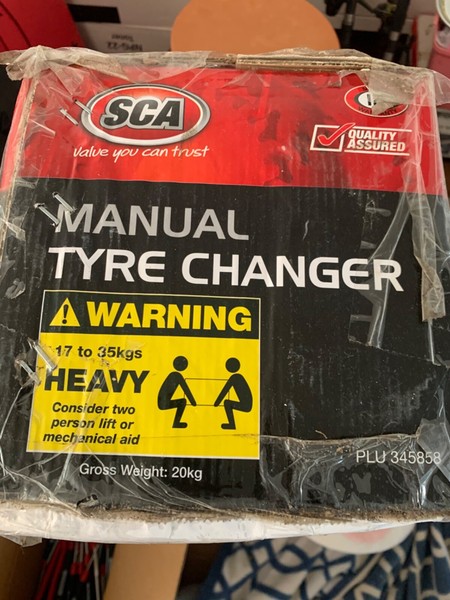 SCA
Value you can trust
QUALITY
ASSURED
MANUAL
TYRE CHANGER
WARNING
17 to 35kgs
HEAVY
Consider two
person lift or
mechanical aid
Gross Weight: 20kg
PLU 345858